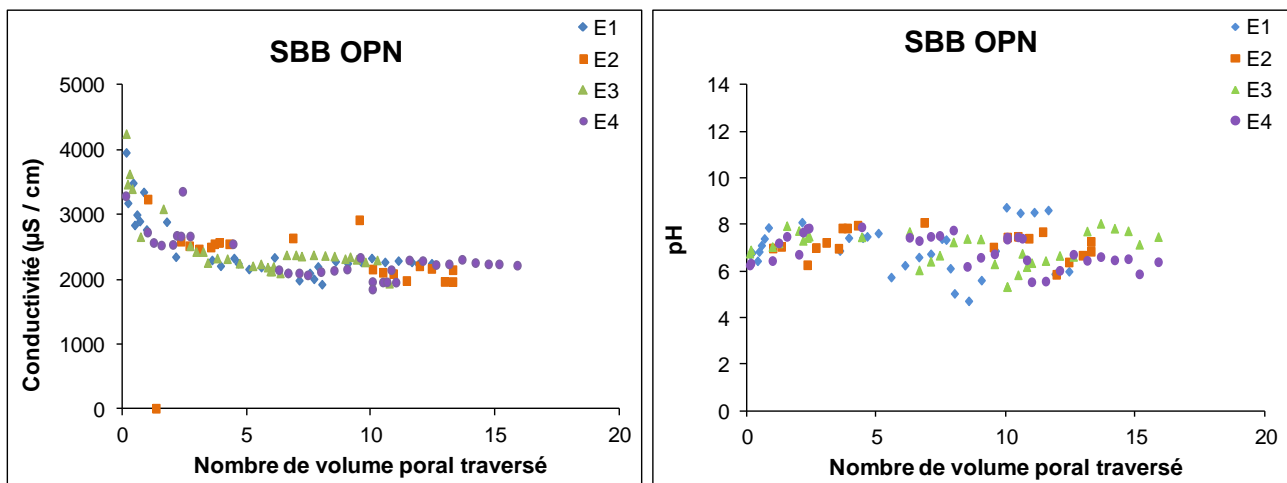 SBB OPN
E1
E2
E3
E4
5000
4000
3000
2000
1000
0
Conductivité (µS / cm)
0 5 10 15 20
Nombre de volume poral traversé
SBB OPN
E1
E2
E3
E4
14
12
10
8
6
4
2
0
pH
0 5 10 15 20
Nombre de volume poral traversé